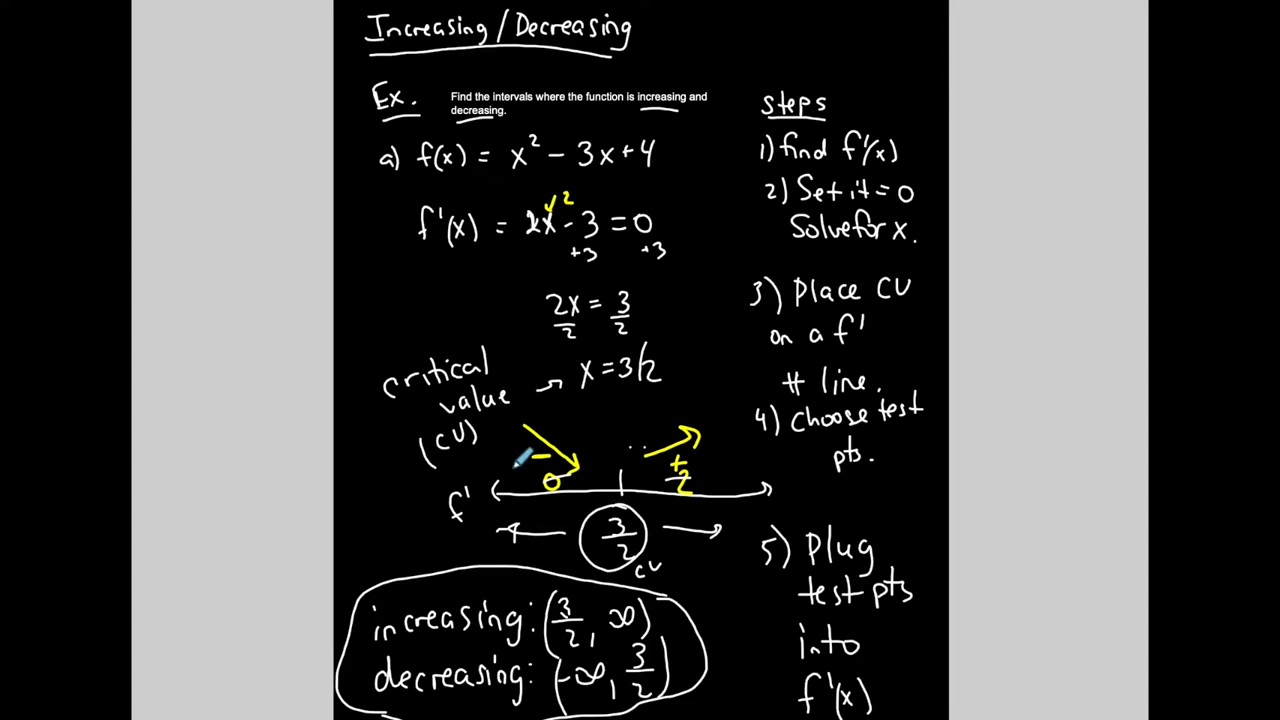 Increasing/Decreasing
Ex.
Find the intervals where the function is increasing and
decreasing.
a) f(x) = x² - 3x+4
2
f'(x) = 2x - 3 = 0
+3 +3
2x = 3
2 2
x = 3/2
critical
value
(CV)
- +
0 2
f'
3/2
CV
increasing: (3/2, ∞)
decreasing: (-∞, 3/2)
Steps
1) find f'(x)
2) Set it = 0
Solve for x.
3) Place CV
on a f'
# line.
4) Choose test
pts.
5) Plug
test pts
into
f'(x)